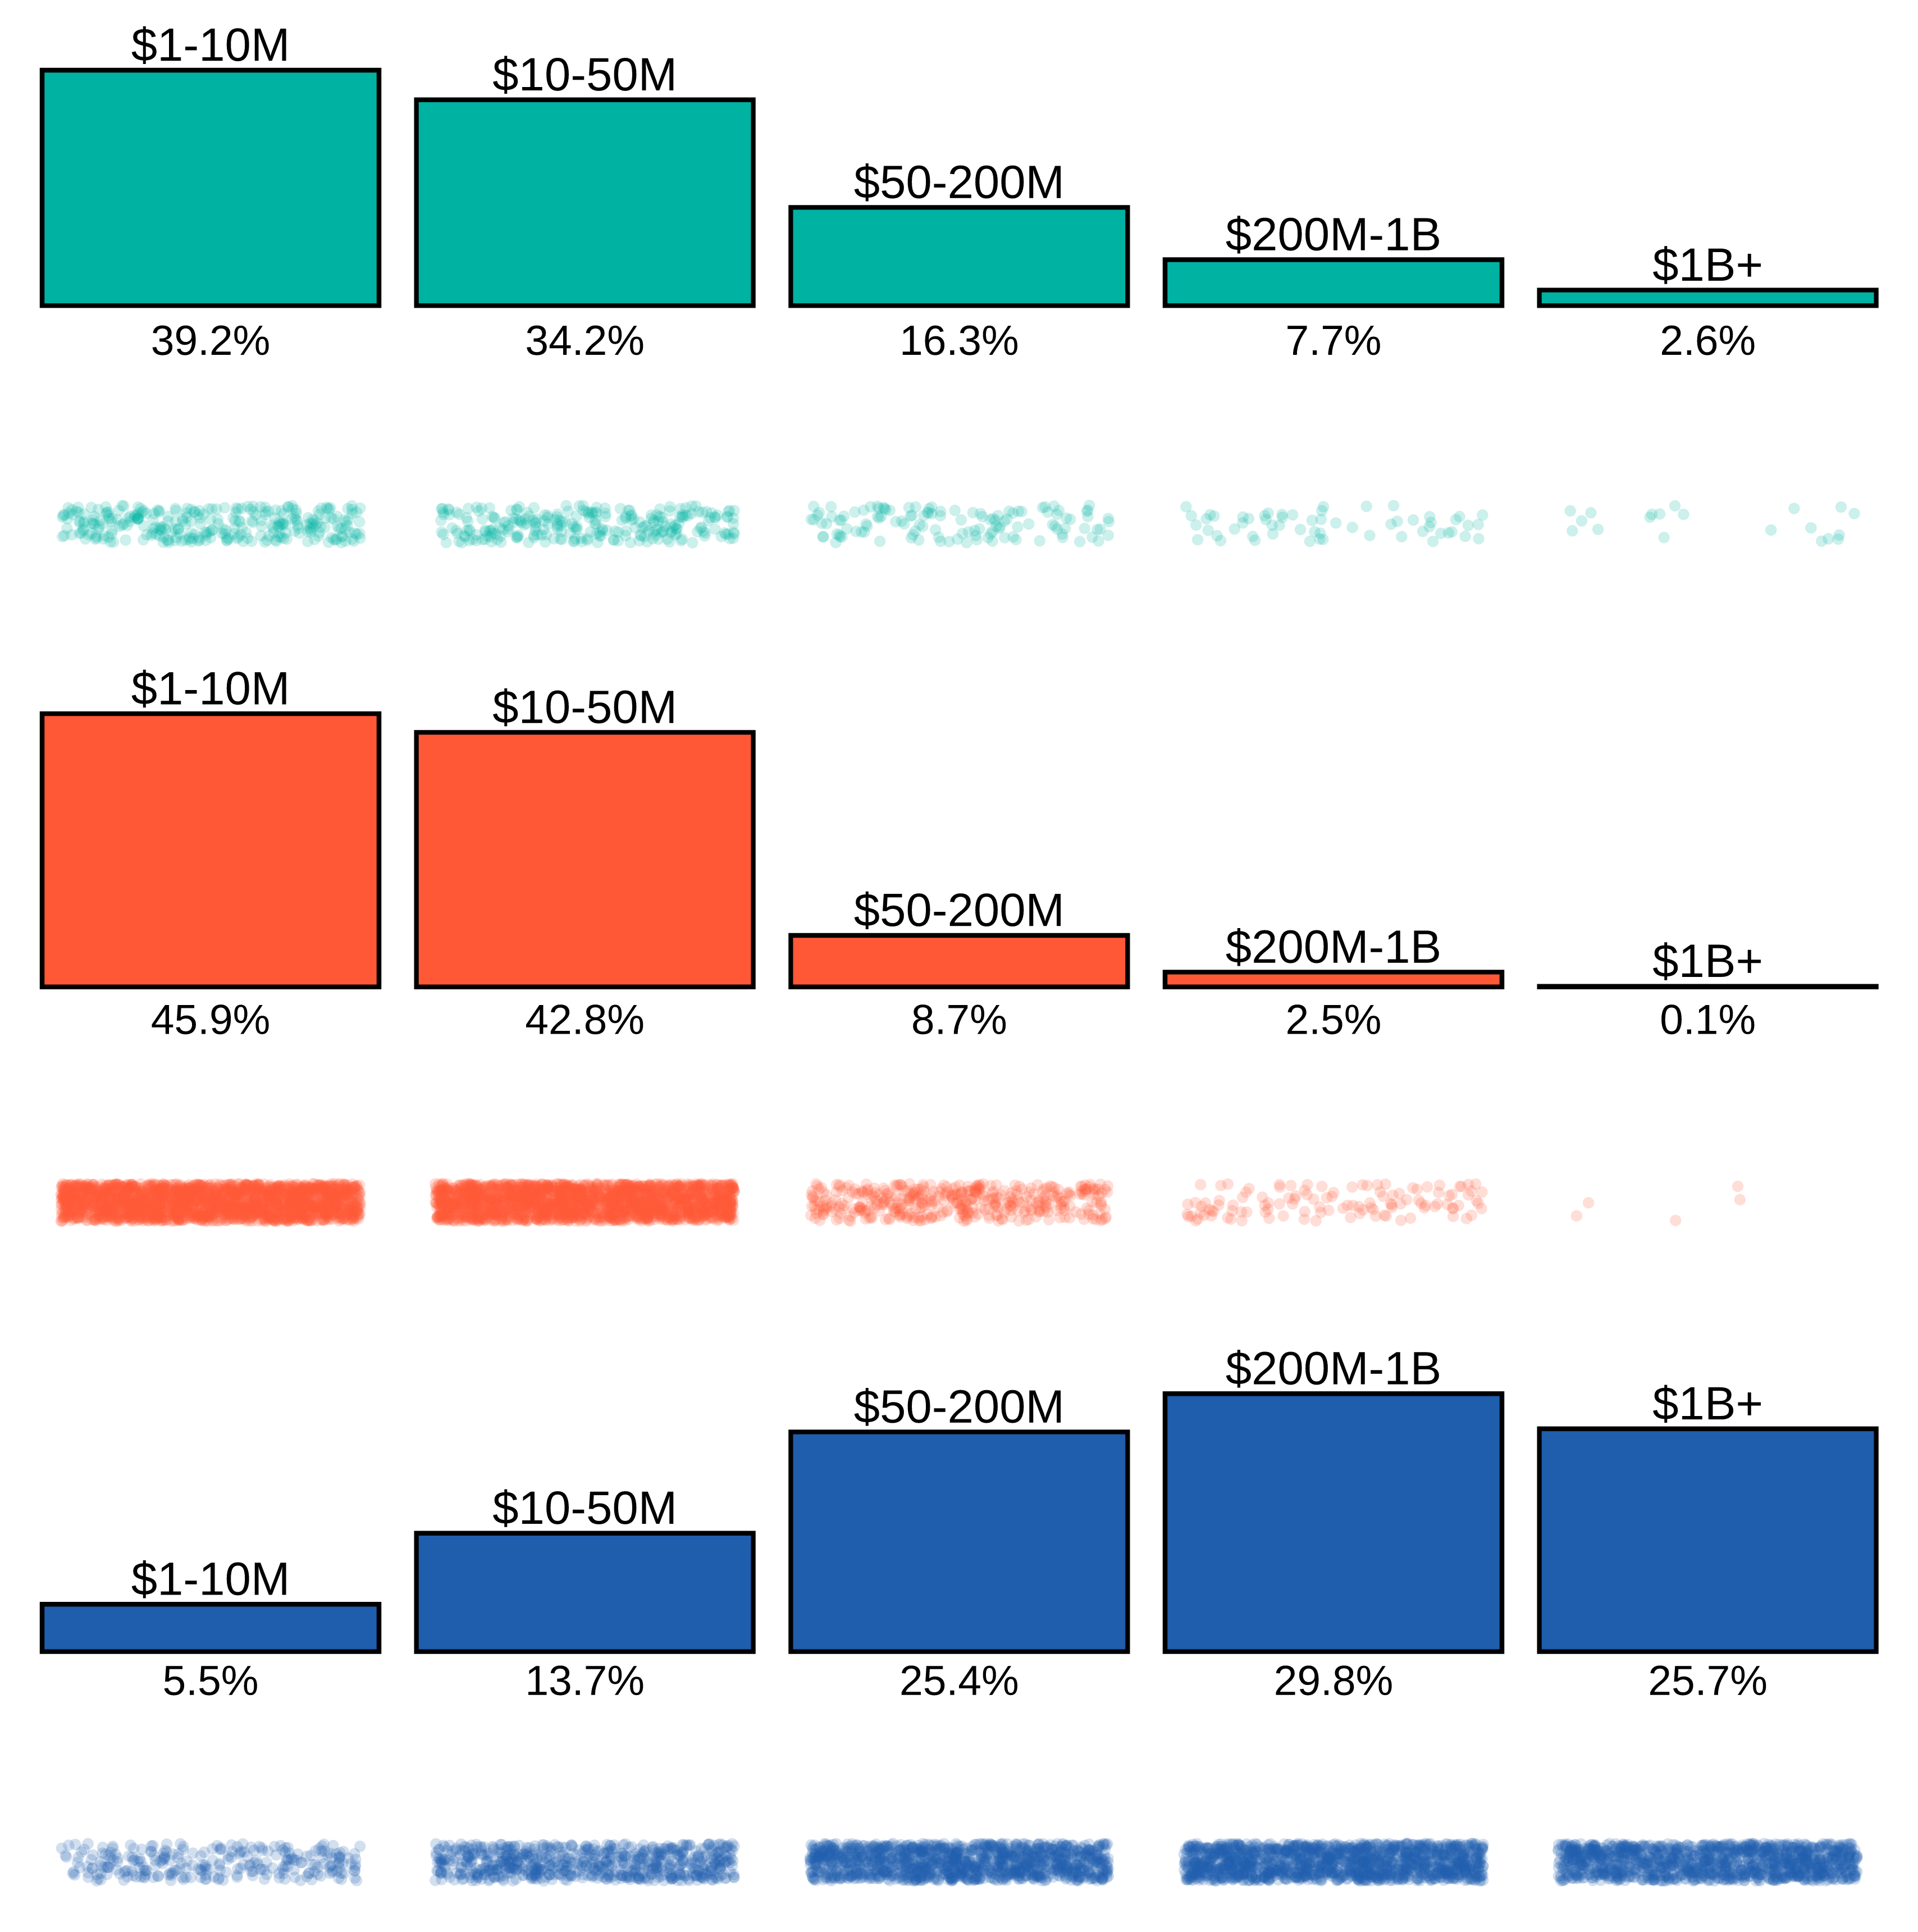 $1-10M
$10-50M
$50-200M
$200M-1B
$1B+
39.2%
34.2%
16.3%
7.7%
2.6%
$1-10M
$10-50M
$50-200M
$200M-1B
$1B+
45.9%
42.8%
8.7%
2.5%
0.1%
$1-10M
$10-50M
$50-200M
$200M-1B
$1B+
5.5%
13.7%
25.4%
29.8%
25.7%